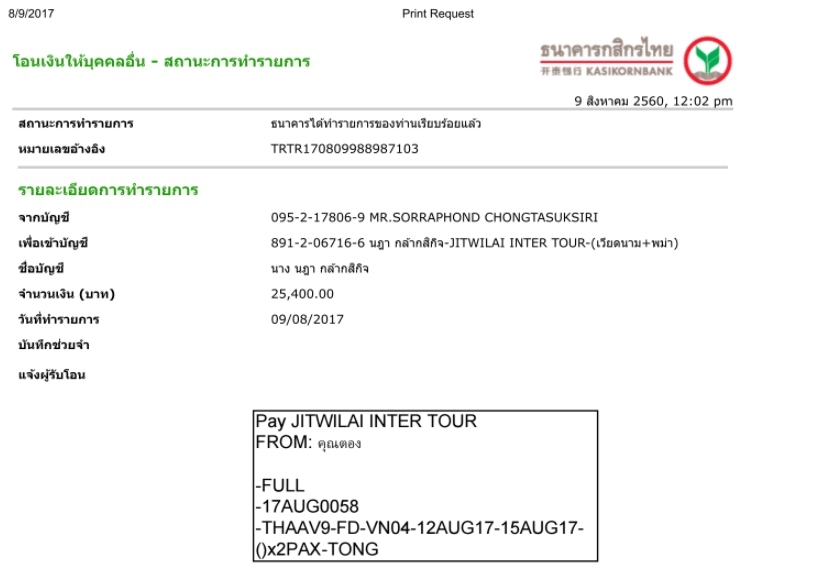 8/9/2017 Print Request
โอนเงินให้บุคคลอื่น - สถานะการทำรายการ
ธนาคารกสิกรไทย
开泰银行 KASIKORNBANK
9 สิงหาคม 2560, 12:02 pm
สถานะการทำรายการ ธนาคารได้ทำรายการของท่านเรียบร้อยแล้ว
หมายเลขอ้างอิง TRTR170809988987103
รายละเอียดการทำรายการ
จากบัญชี 095-2-17806-9 MR.SORRAPHOND CHONGTASUKSIRI
เพื่อเข้าบัญชี 891-2-06716-6 นฎา กล้ากสิกิจ-JITWILAI INTER TOUR-(เวียดนาม+พม่า)
ชื่อบัญชี นาง นฎา กล้ากสิกิจ
จำนวนเงิน (บาท) 25,400.00
วันที่ทำรายการ 09/08/2017
บันทึกช่วยจำ
แจ้งผู้รับโอน
Pay JITWILAI INTER TOUR
FROM: คุณตอง
-FULL
-17AUG0058
-THAAV9-FD-VN04-12AUG17-15AUG17-
()x2PAX-TONG